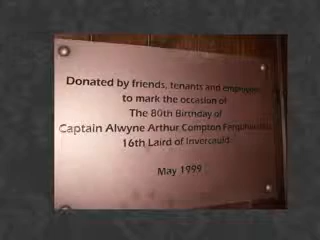 Donated by friends, tenants and employees
to mark the occasion of
The 80th Birthday of
Captain Alwyne Arthur Compton Farquharson
16th Laird of Invercauld
May 1999